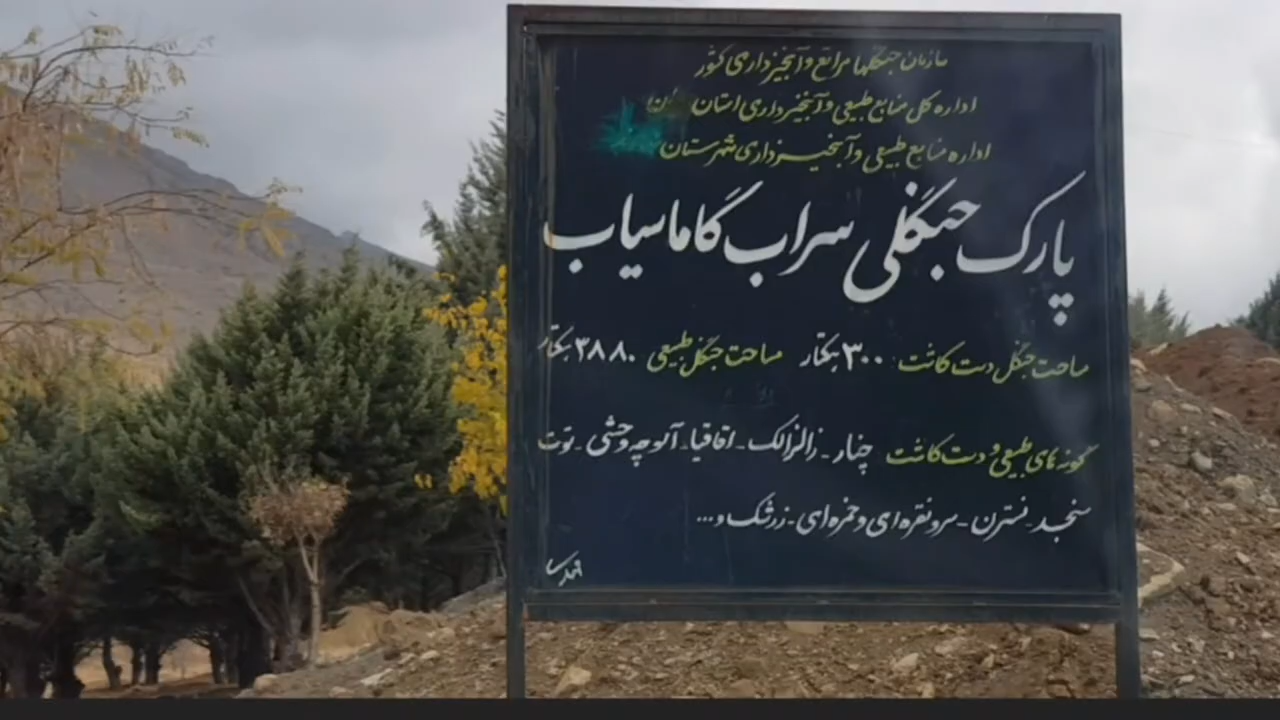 سازمان جنگلها مراتع و آبخیزداری کشور
اداره کل منابع طبیعی و آبخیزداری استان
اداره منابع طبیعی و آبخیزداری شهرستان
پارک جنگلی سراب گاماسیاب
مساحت جنگل دست کاشت ۳۰۰ هکتار مساحت جنگل طبیعی ۳۸۸۰ هکتار
گونه های طبیعی و دست کاشت چنار - زالزالک - اقاقیا - آلوچه وحشی - توت
سنجد - نسترن - سرو نقره ای و خمره ای - زرشک و...